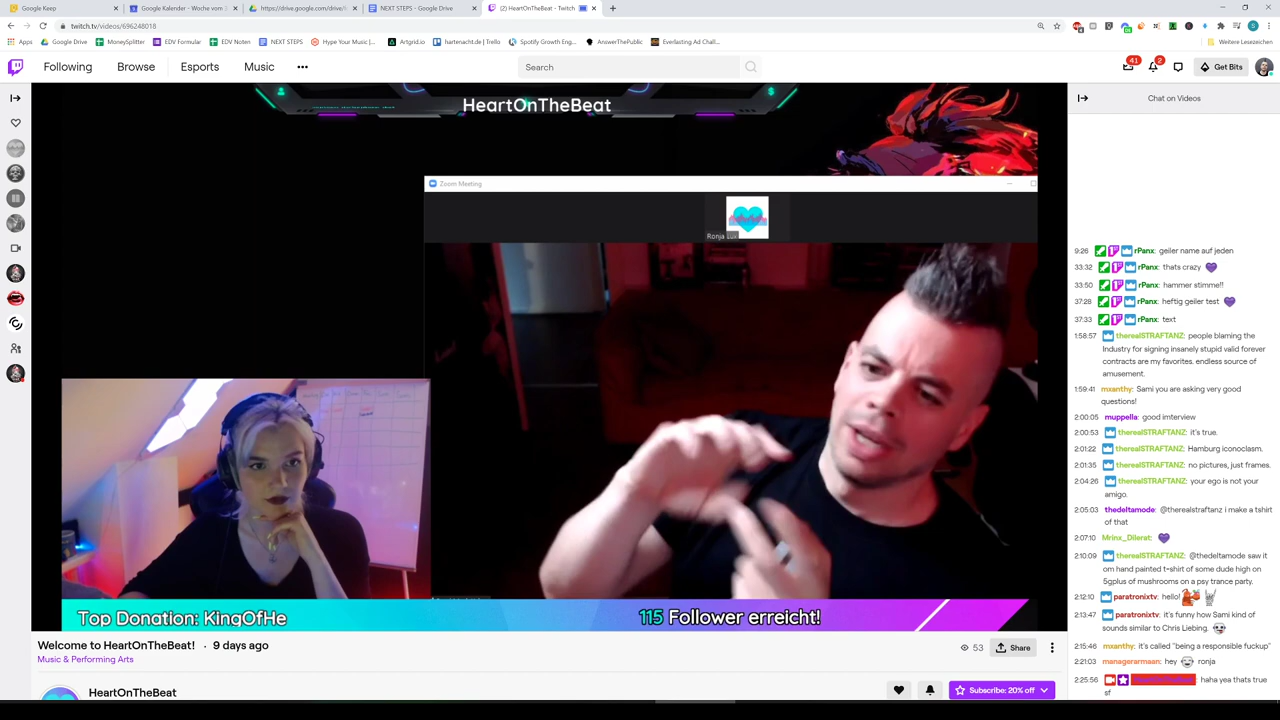 Google Keep
Google Kalender - Woche vom 3
https://drive.google.com/drive/
NEXT STEPS - Google Drive
(2) HeartOnTheBeat - Twitch
twitch.tv/videos/696248018
Apps
Google Drive
MoneySplitter
EDV Formular
EDV Noten
NEXT STEPS
Hype Your Music |...
Artgrid.io
hartenacht.de | Trello
Spotify Growth Eng...
AnswerThePublic
Everlasting Ad Chall...
Weitere Lesezeichen
Following
Browse
Esports
Music
Search
41
2
Get Bits
Chat on Videos
HeartOnTheBeat
Zoom Meeting
Ronja Lux
9:26 rPanx: geiler name auf jeden
33:32 rPanx: thats crazy
33:50 rPanx: hammer stimme!!
37:28 rPanx: heftig geiler test
37:33 rPanx: text
1:58:57 therealSTRAFTANZ: people blaming the
Industry for signing insanely stupid valid forever
contracts are my favorites. endless source of
amusement.
1:59:41 mxanthy: Sami you are asking very good
questions!
2:00:05 muppella: good imterview
2:00:53 therealSTRAFTANZ: it's true.
2:01:22 therealSTRAFTANZ: Hamburg iconoclasm.
2:01:35 therealSTRAFTANZ: no pictures, just frames.
2:04:26 therealSTRAFTANZ: your ego is not your
amigo.
2:05:03 thedeltamode: @therealstraftanz i make a tshirt
of that
2:07:10 Mrinx_Dilerat:
2:10:09 therealSTRAFTANZ: @thedeltamode saw it
om hand painted t-shirt of some dude high on
5gplus of mushrooms on a psy trance party.
2:12:10 paratronixtv: hello!
2:13:47 paratronixtv: it's funny how Sami kind of
sounds similar to Chris Liebing.
2:15:46 mxanthy: it's called "being a responsible fuckup"
2:21:03 managerarmaan: hey ronja
2:25:56 HeartOnTheBeat: haha yea thats true
sf
Top Donation: KingOfHe
115 Follower erreicht!
Welcome to HeartOnTheBeat! · 9 days ago
53
Share
Music & Performing Arts
HeartOnTheBeat
Subscribe: 20% off